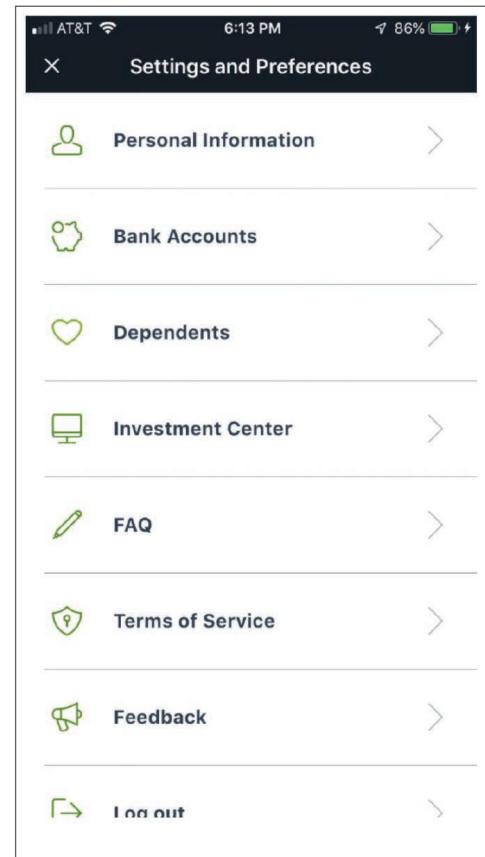 AT&T 6:13 PM 86%
Settings and Preferences
Personal Information
Bank Accounts
Dependents
Investment Center
FAQ
Terms of Service
Feedback
Log out